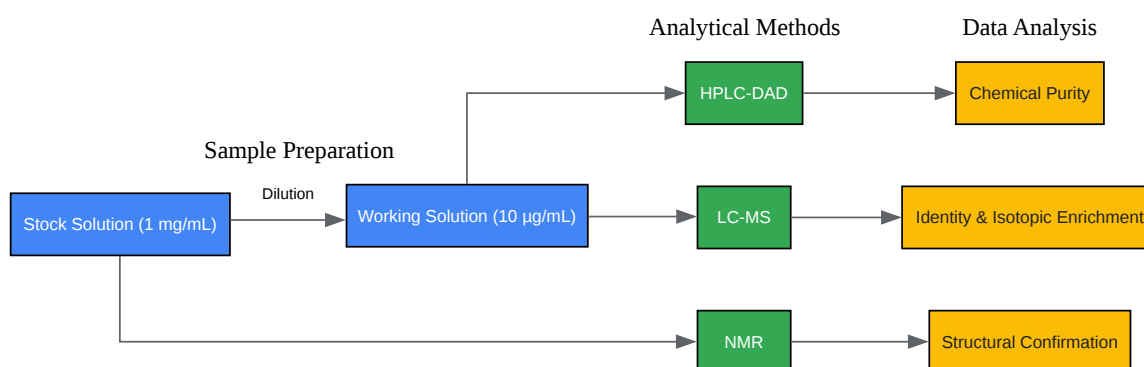 Analytical Methods
Data Analysis
HPLC-DAD
Chemical Purity
Sample Preparation
Dilution
Stock Solution (1 mg/mL)
Working Solution (10 µg/mL)
LC-MS
Identity & Isotopic Enrichment
NMR
Structural Confirmation